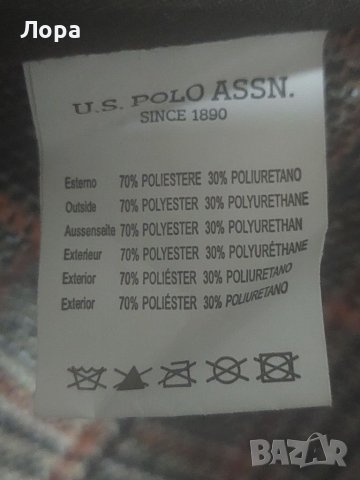 Лора
U.S. POLO ASSN.
SINCE 1890
Esterno 70% POLIESTERE 30% POLIURETANO
Outside 70% POLYESTER 30% POLYURETHANE
Aussenseite 70% POLYESTER 30% POLYURETHAN
Exterieur 70% POLYESTER 30% POLYURÉTHANE
Exterior 70% POLIÉSTER 30% POLIURETANO
Exterior 70% POLIÉSTER 30% POLIURETANO
BAZAR